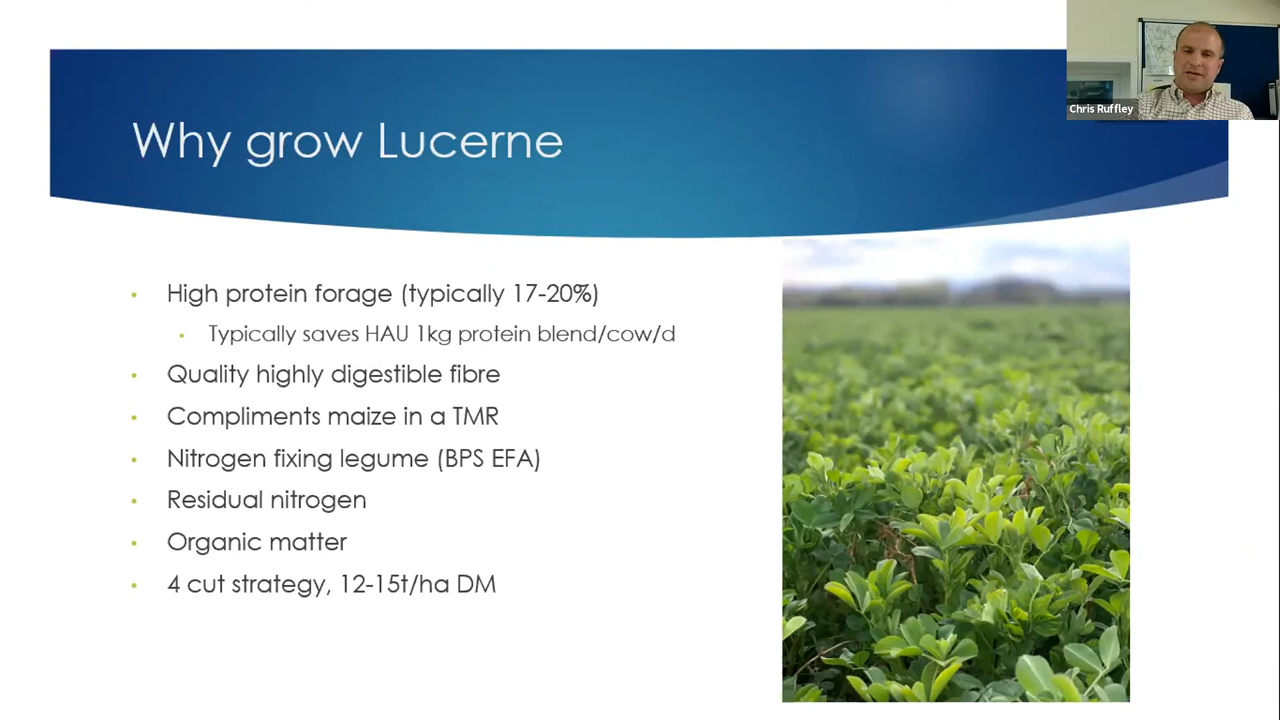 Chris Ruffley
Why grow Lucerne
• High protein forage (typically 17-20%)
• Typically saves HAU 1kg protein blend/cow/d
• Quality highly digestible fibre
• Compliments maize in a TMR
• Nitrogen fixing legume (BPS EFA)
• Residual nitrogen
• Organic matter
• 4 cut strategy, 12-15t/ha DM